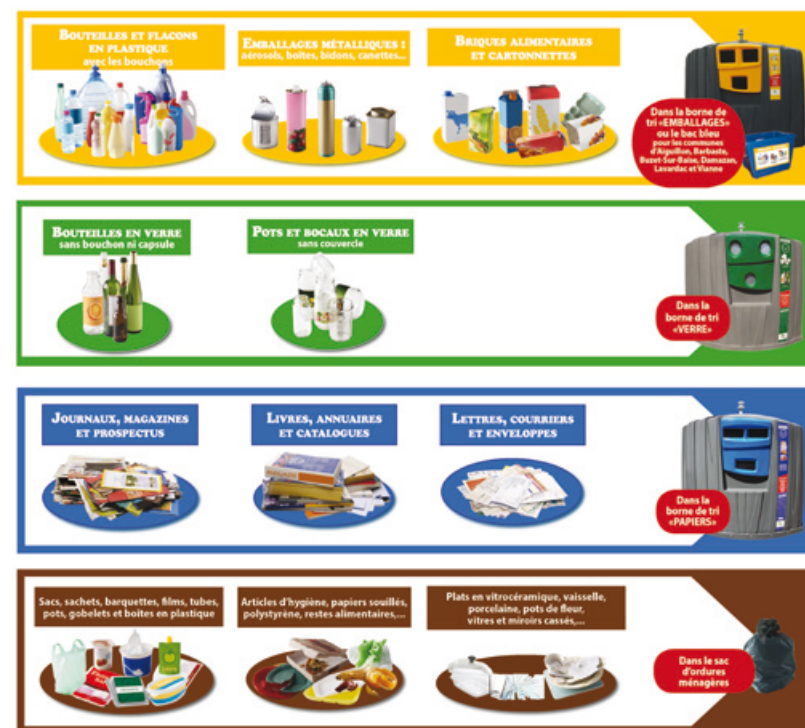 BOUTEILLES ET FLACONS
EN PLASTIQUE
avec les bouchons
EMBALLAGES MÉTALLIQUES :
aérosols, boîtes, bidons, canettes...
BRIQUES ALIMENTAIRES
ET CARTONNETTES
Dans la borne de
tri «EMBALLAGES»
ou le bac bleu
pour les communes
d'Aiguillon, Barbaste,
Buzet-Sur-Baïse, Damazan,
Lavardac et Vianne
BOUTEILLES EN VERRE
sans bouchon ni capsule
POTS ET BOCAUX EN VERRE
sans couvercle
Dans la
borne de tri
«VERRE»
JOURNAUX, MAGAZINES
ET PROSPECTUS
LIVRES, ANNUAIRES
ET CATALOGUES
LETTRES, COURRIERS
ET ENVELOPPES
Dans la
borne de tri
«PAPIERS»
Sacs, sachets, barquettes, films, tubes,
pots, gobelets et boîtes en plastique
Articles d'hygiène, papiers souillés,
polystyrène, restes alimentaires,...
Plats en vitrocéramique, vaisselle,
porcelaine, pots de fleur,
vitres et miroirs cassés,...
Dans le sac
d'ordures
ménagères